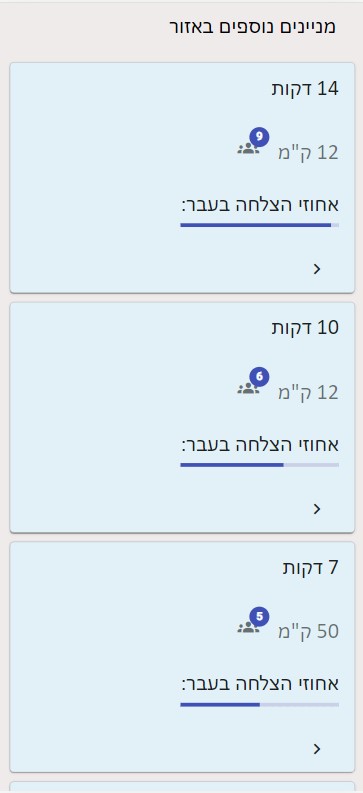 מניינים נוספים באזור
14 דקות
12 ק"מ 9
אחוזי הצלחה בעבר:
10 דקות
12 ק"מ 6
אחוזי הצלחה בעבר:
7 דקות
50 ק"מ 5
אחוזי הצלחה בעבר: